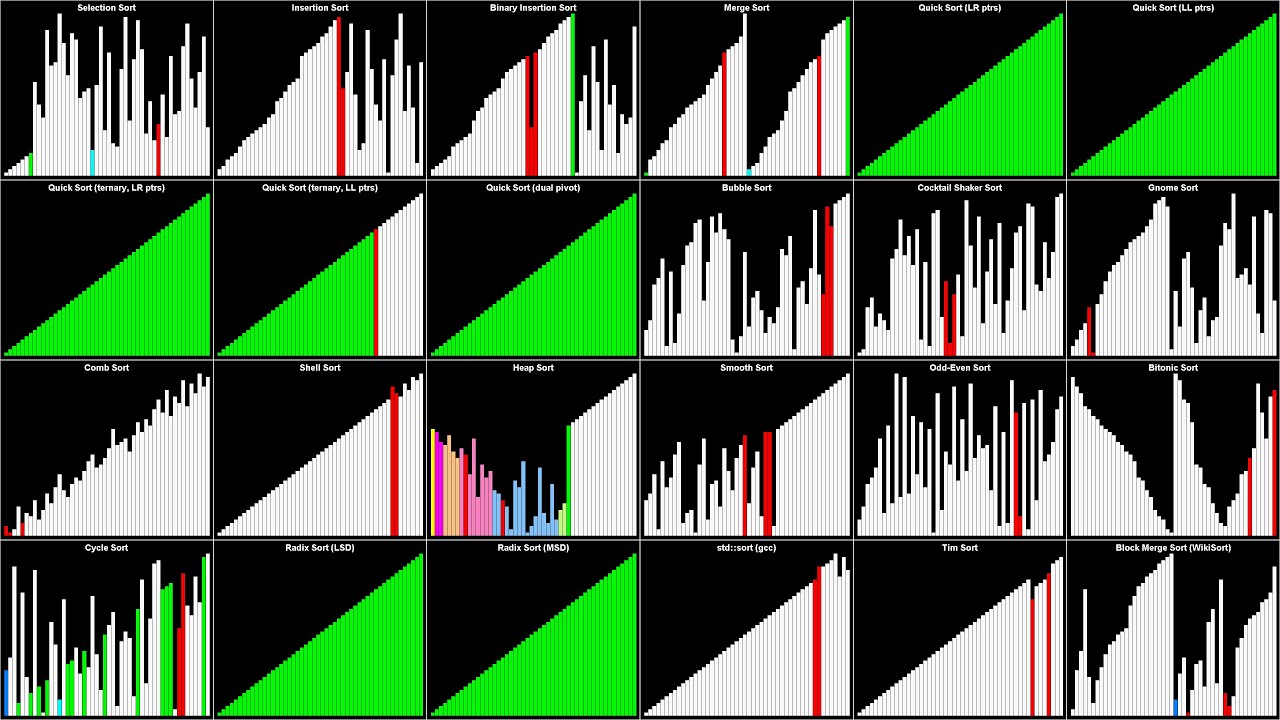 Selection Sort
Insertion Sort
Binary Insertion Sort
Merge Sort
Quick Sort (LR ptrs)
Quick Sort (LL ptrs)
Quick Sort (ternary, LR ptrs)
Quick Sort (ternary, LL ptrs)
Quick Sort (dual pivot)
Bubble Sort
Cocktail Shaker Sort
Gnome Sort
Comb Sort
Shell Sort
Heap Sort
Smooth Sort
Odd-Even Sort
Bitonic Sort
Cycle Sort
Radix Sort (LSD)
Radix Sort (MSD)
std::sort (gcc)
Tim Sort
Block Merge Sort (WikiSort)